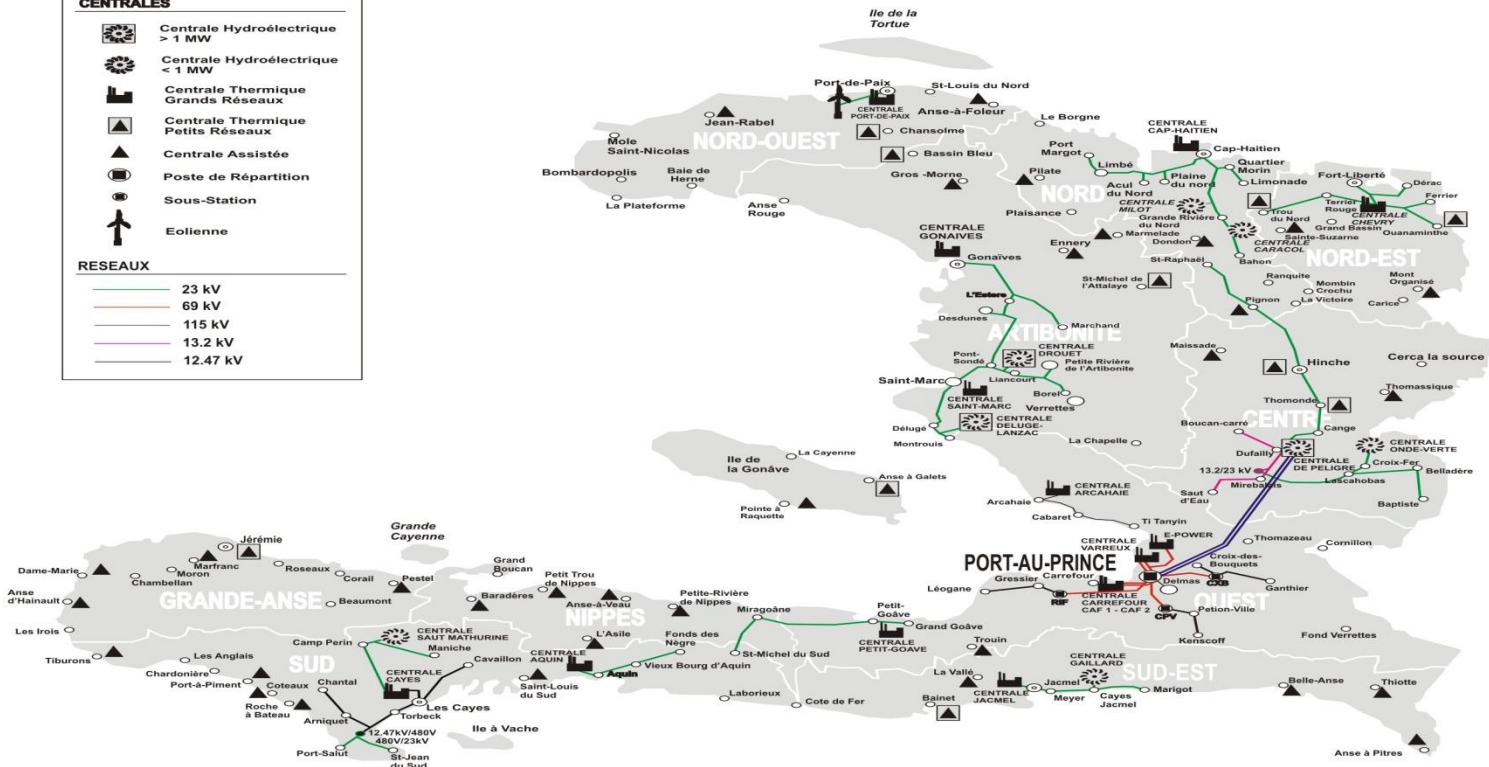 CENTRALES
Centrale Hydroélectrique
> 1 MW
Centrale Hydroélectrique
< 1 MW
Centrale Thermique
Grands Réseaux
Centrale Thermique
Petits Réseaux
Centrale Assistée
Poste de Répartition
Sous-Station
Eolienne
RESEAUX
23 kV
69 kV
115 kV
13.2 kV
12.47 kV
Ile de la
Tortue
Port-de-Paix
St-Louis du Nord
CENTRALE
PORT-DE-PAIX
Anse-à-Foleur
Jean-Rabel
NORD-OUEST
Chansolme
Mole
Saint-Nicolas
Bassin Bleu
Bombardopolis
Baie de
Herne
Gros -Morne
La Plateforme
Anse
Rouge
Le Borgne
CENTRALE
CAP-HAITIEN
Port
Margot
Cap-Haitien
Limbé
Quartier
Morin
Pilate
NORD
Acul
du Nord
Plaine
du nord
Limonade
Fort-Liberté
Dérac
Plaisance
CENTRALE
MILOT
Grande Rivière
du Nord
Trou
du Nord
Terrier
Rouge
CENTRALE
CHEVRY
Ferrier
Marmelade
Dondon
CENTRALE
CARACOL
Sainte-Suzarne
Grand Bassin
Ouanaminthe
Ennery
St-Raphaël
Bahon
NORD-EST
CENTRALE
GONAIVES
Gonaïves
St-Michel de
l'Attalaye
Ranquite
Mombin
Crochu
Mont
Organisé
La Victoire
Carice
Pignon
L'Estere
Desdunes
ARTIBONITE
Marchand
Maissade
Cerca la source
Hinche
Pont-
Sondé
CENTRALE
DROUET
Petite Rivière
de l'Artibonite
Liancourt
Saint-Marc
CENTRALE
SAINT-MARC
Borel
Verrettes
Thomassique
Thomonde
CENTRE
Délugé
CENTRALE
DELUGE-
LANZAC
Montrouis
La Chapelle
Boucan-carré
Cange
Dufailly
CENTRALE
DE PELIGRE
CENTRALE
ONDE-VERTE
Croix-Fer
13.2/23 kV
Mirebalais
Lascahobas
Belladère
Saut
d'Eau
Baptiste
La Cayenne
Ile de
la Gonâve
Anse à Galets
Pointe à
Raquette
CENTRALE
ARCAHAIE
Arcahaie
Cabaret
Ti Tanyin
E-POWER
CENTRALE
VARREUX
Thomazeau
Cornillon
PORT-AU-PRINCE
Croix-des-
Bouquets
Gressier
Carrefour
Delmas
CXB
Ganthier
Léogane
RIF
CENTRALE
CARREFOUR
CAF 1 - CAF 2
OUEST
CPV
Petion-Ville
Kenscoff
Fond Verrettes
Grande
Cayenne
Jérémie
Marfranc
Dame-Marie
Moron
Chambellan
Roseaux
Corail
Pestel
Grand
Boucan
Anse
d'Hainault
GRANDE-ANSE
Beaumont
Baradères
Petit Trou
de Nippes
Anse-à-Veau
NIPPES
Petite-Rivière
de Nippes
Miragoâne
Petit-
Goâve
Grand Goâve
CENTRALE
PETIT-GOAVE
Les Irois
Camp Perin
CENTRALE
SAUT MATHURINE
Maniche
L'Asile
Fonds des
Nègre
Tiburons
Les Anglais
SUD
CENTRALE
CAYES
Cavaillon
CENTRALE
AQUIN
Vieux Bourg d'Aquin
St-Michel du Sud
Trouin
Chardonière
Port-à-Piment
Coteaux
Chantal
Saint-Louis
du Sud
Aquin
La Vallé
CENTRALE
JACMEL
CENTRALE
GAILLARD
SUD-EST
Jacmel
Meyer
Cayes
Jacmel
Marigot
Belle-Anse
Thiotte
Roche
à Bateau
Arniquet
Torbeck
Les Cayes
Laborieux
Cote de Fer
Bainet
12.47kV/480V
480V/23kV
Ile à Vache
Port-Salut
St-Jean
du Sud
Anse à Pitres